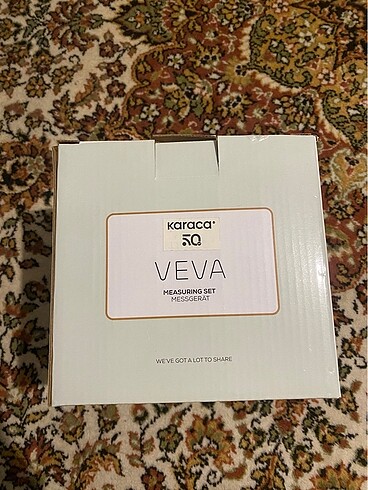 Karaca
50
VEVA
MEASURING SET
MESSGERÄT
WE'VE GOT A LOT TO SHARE